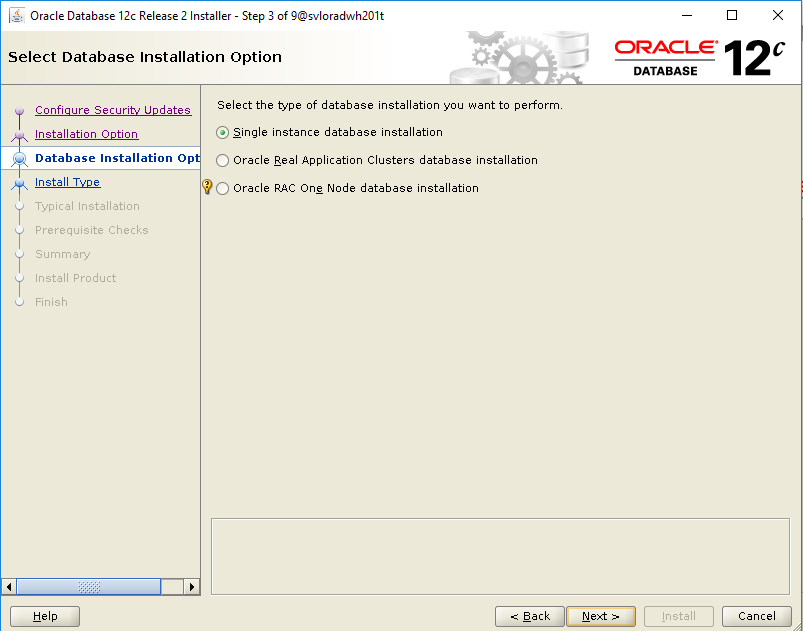 Oracle Database 12c Release 2 Installer - Step 3 of 9@svloradwh201t
Select Database Installation Option
ORACLE®
DATABASE
12c
Configure Security Updates
Installation Option
Database Installation Opt
Install Type
Typical Installation
Prerequisite Checks
Summary
Install Product
Finish
Select the type of database installation you want to perform.
Single instance database installation
Oracle Real Application Clusters database installation
Oracle RAC One Node database installation
Help
< Back
Next >
Install
Cancel